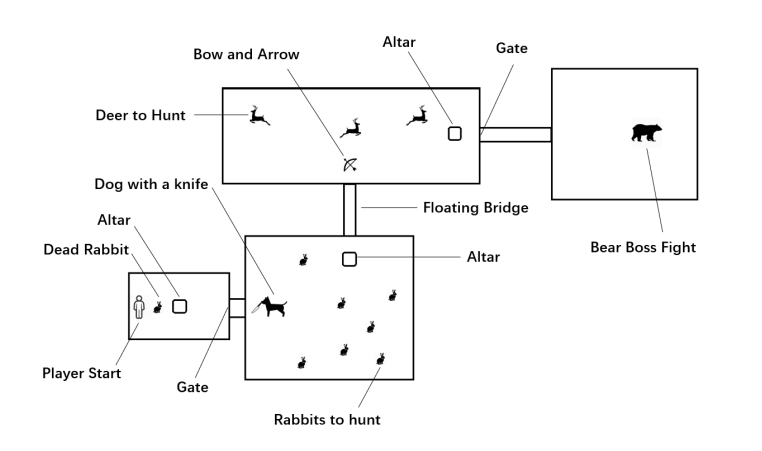 Altar
Gate
Bow and Arrow
Deer to Hunt
Dog with a knife
Floating Bridge
Altar
Dead Rabbit
Altar
Bear Boss Fight
Player Start
Gate
Rabbits to hunt